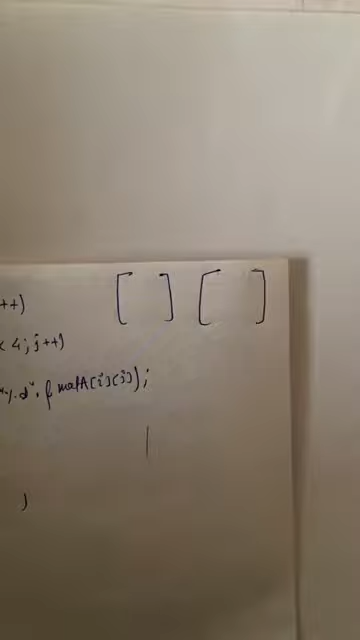 ++) [ ] [ ]
< 4; j++)
"%d", & matA[i][j]);
)